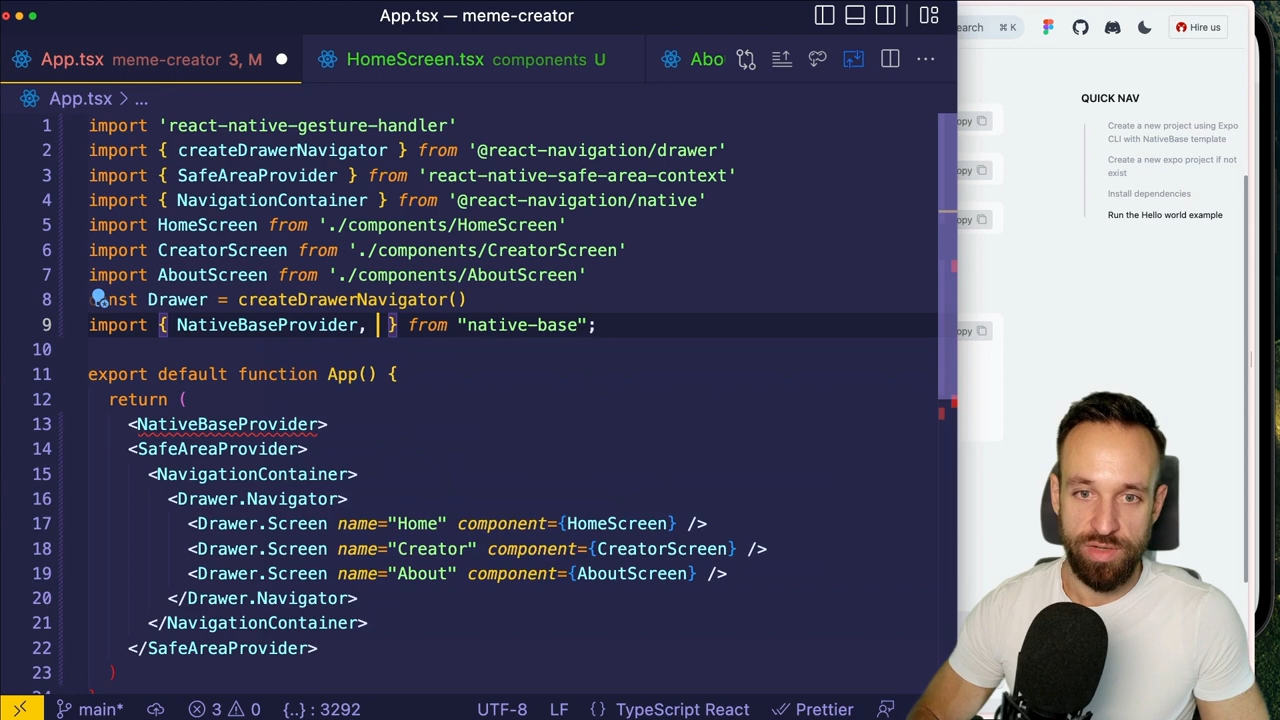 App.tsx — meme-creator
App.tsx meme-creator 3, M
HomeScreen.tsx components U
Abo
App.tsx > ...
1 import 'react-native-gesture-handler'
2 import { createDrawerNavigator } from '@react-navigation/drawer'
3 import { SafeAreaProvider } from 'react-native-safe-area-context'
4 import { NavigationContainer } from '@react-navigation/native'
5 import HomeScreen from './components/HomeScreen'
6 import CreatorScreen from './components/CreatorScreen'
7 import AboutScreen from './components/AboutScreen'
8 nst Drawer = createDrawerNavigator()
9 import { NativeBaseProvider, } from "native-base";
10
11 export default function App() {
12 return (
13 <NativeBaseProvider>
14 <SafeAreaProvider>
15 <NavigationContainer>
16 <Drawer.Navigator>
17 <Drawer.Screen name="Home" component={HomeScreen} />
18 <Drawer.Screen name="Creator" component={CreatorScreen} />
19 <Drawer.Screen name="About" component={AboutScreen} />
20 </Drawer.Navigator>
21 </NavigationContainer>
22 </SafeAreaProvider>
23 )
main* 3 0 {..} : 3292 UTF-8 LF {} TypeScript React Prettier
earch ⌘ K
Hire us
opy
opy
opy
opy
QUICK NAV
Create a new project using Expo
CLI with NativeBase template
Create a new expo project if not
exist
Install dependencies
Run the Hello world example